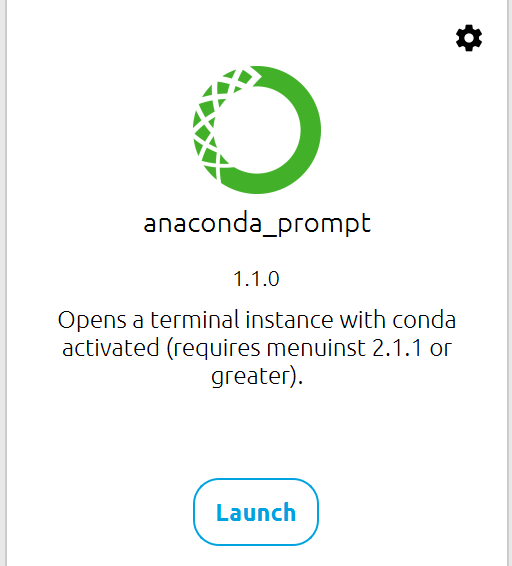 anaconda_prompt
1.1.0
Opens a terminal instance with conda
activated (requires menuinst 2.1.1 or
greater).
Launch